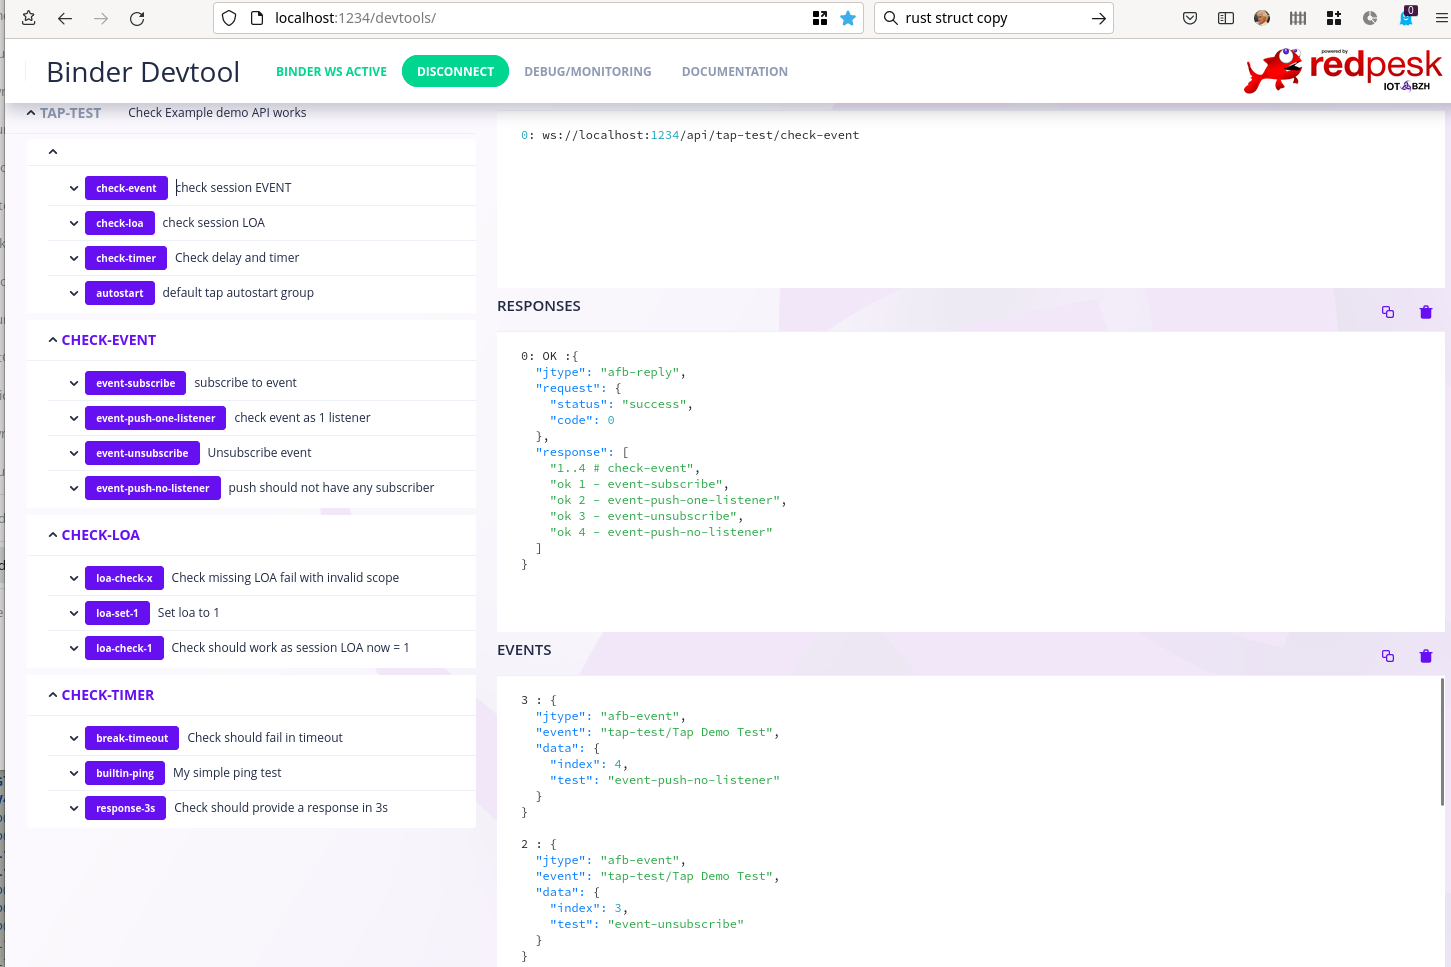 localhost:1234/devtools/
rust struct copy
0
Binder Devtool
BINDER WS ACTIVE
DISCONNECT
DEBUG/MONITORING
DOCUMENTATION
powered by
redpesk
IOT.BZH
TAP-TEST
Check Example demo API works
check-event check session EVENT
check-loa check session LOA
check-timer Check delay and timer
autostart default tap autostart group
CHECK-EVENT
event-subscribe subscribe to event
event-push-one-listener check event as 1 listener
event-unsubscribe Unsubscribe event
event-push-no-listener push should not have any subscriber
CHECK-LOA
loa-check-x Check missing LOA fail with invalid scope
loa-set-1 Set loa to 1
loa-check-1 Check should work as session LOA now = 1
CHECK-TIMER
break-timeout Check should fail in timeout
builtin-ping My simple ping test
response-3s Check should provide a response in 3s
0: ws://localhost:1234/api/tap-test/check-event
RESPONSES
0: OK :{
"jtype": "afb-reply",
"request": {
"status": "success",
"code": 0
},
"response": [
"1..4 # check-event",
"ok 1 - event-subscribe",
"ok 2 - event-push-one-listener",
"ok 3 - event-unsubscribe",
"ok 4 - event-push-no-listener"
]
}
EVENTS
3 : {
"jtype": "afb-event",
"event": "tap-test/Tap Demo Test",
"data": {
"index": 4,
"test": "event-push-no-listener"
}
}
2 : {
"jtype": "afb-event",
"event": "tap-test/Tap Demo Test",
"data": {
"index": 3,
"test": "event-unsubscribe"
}
}